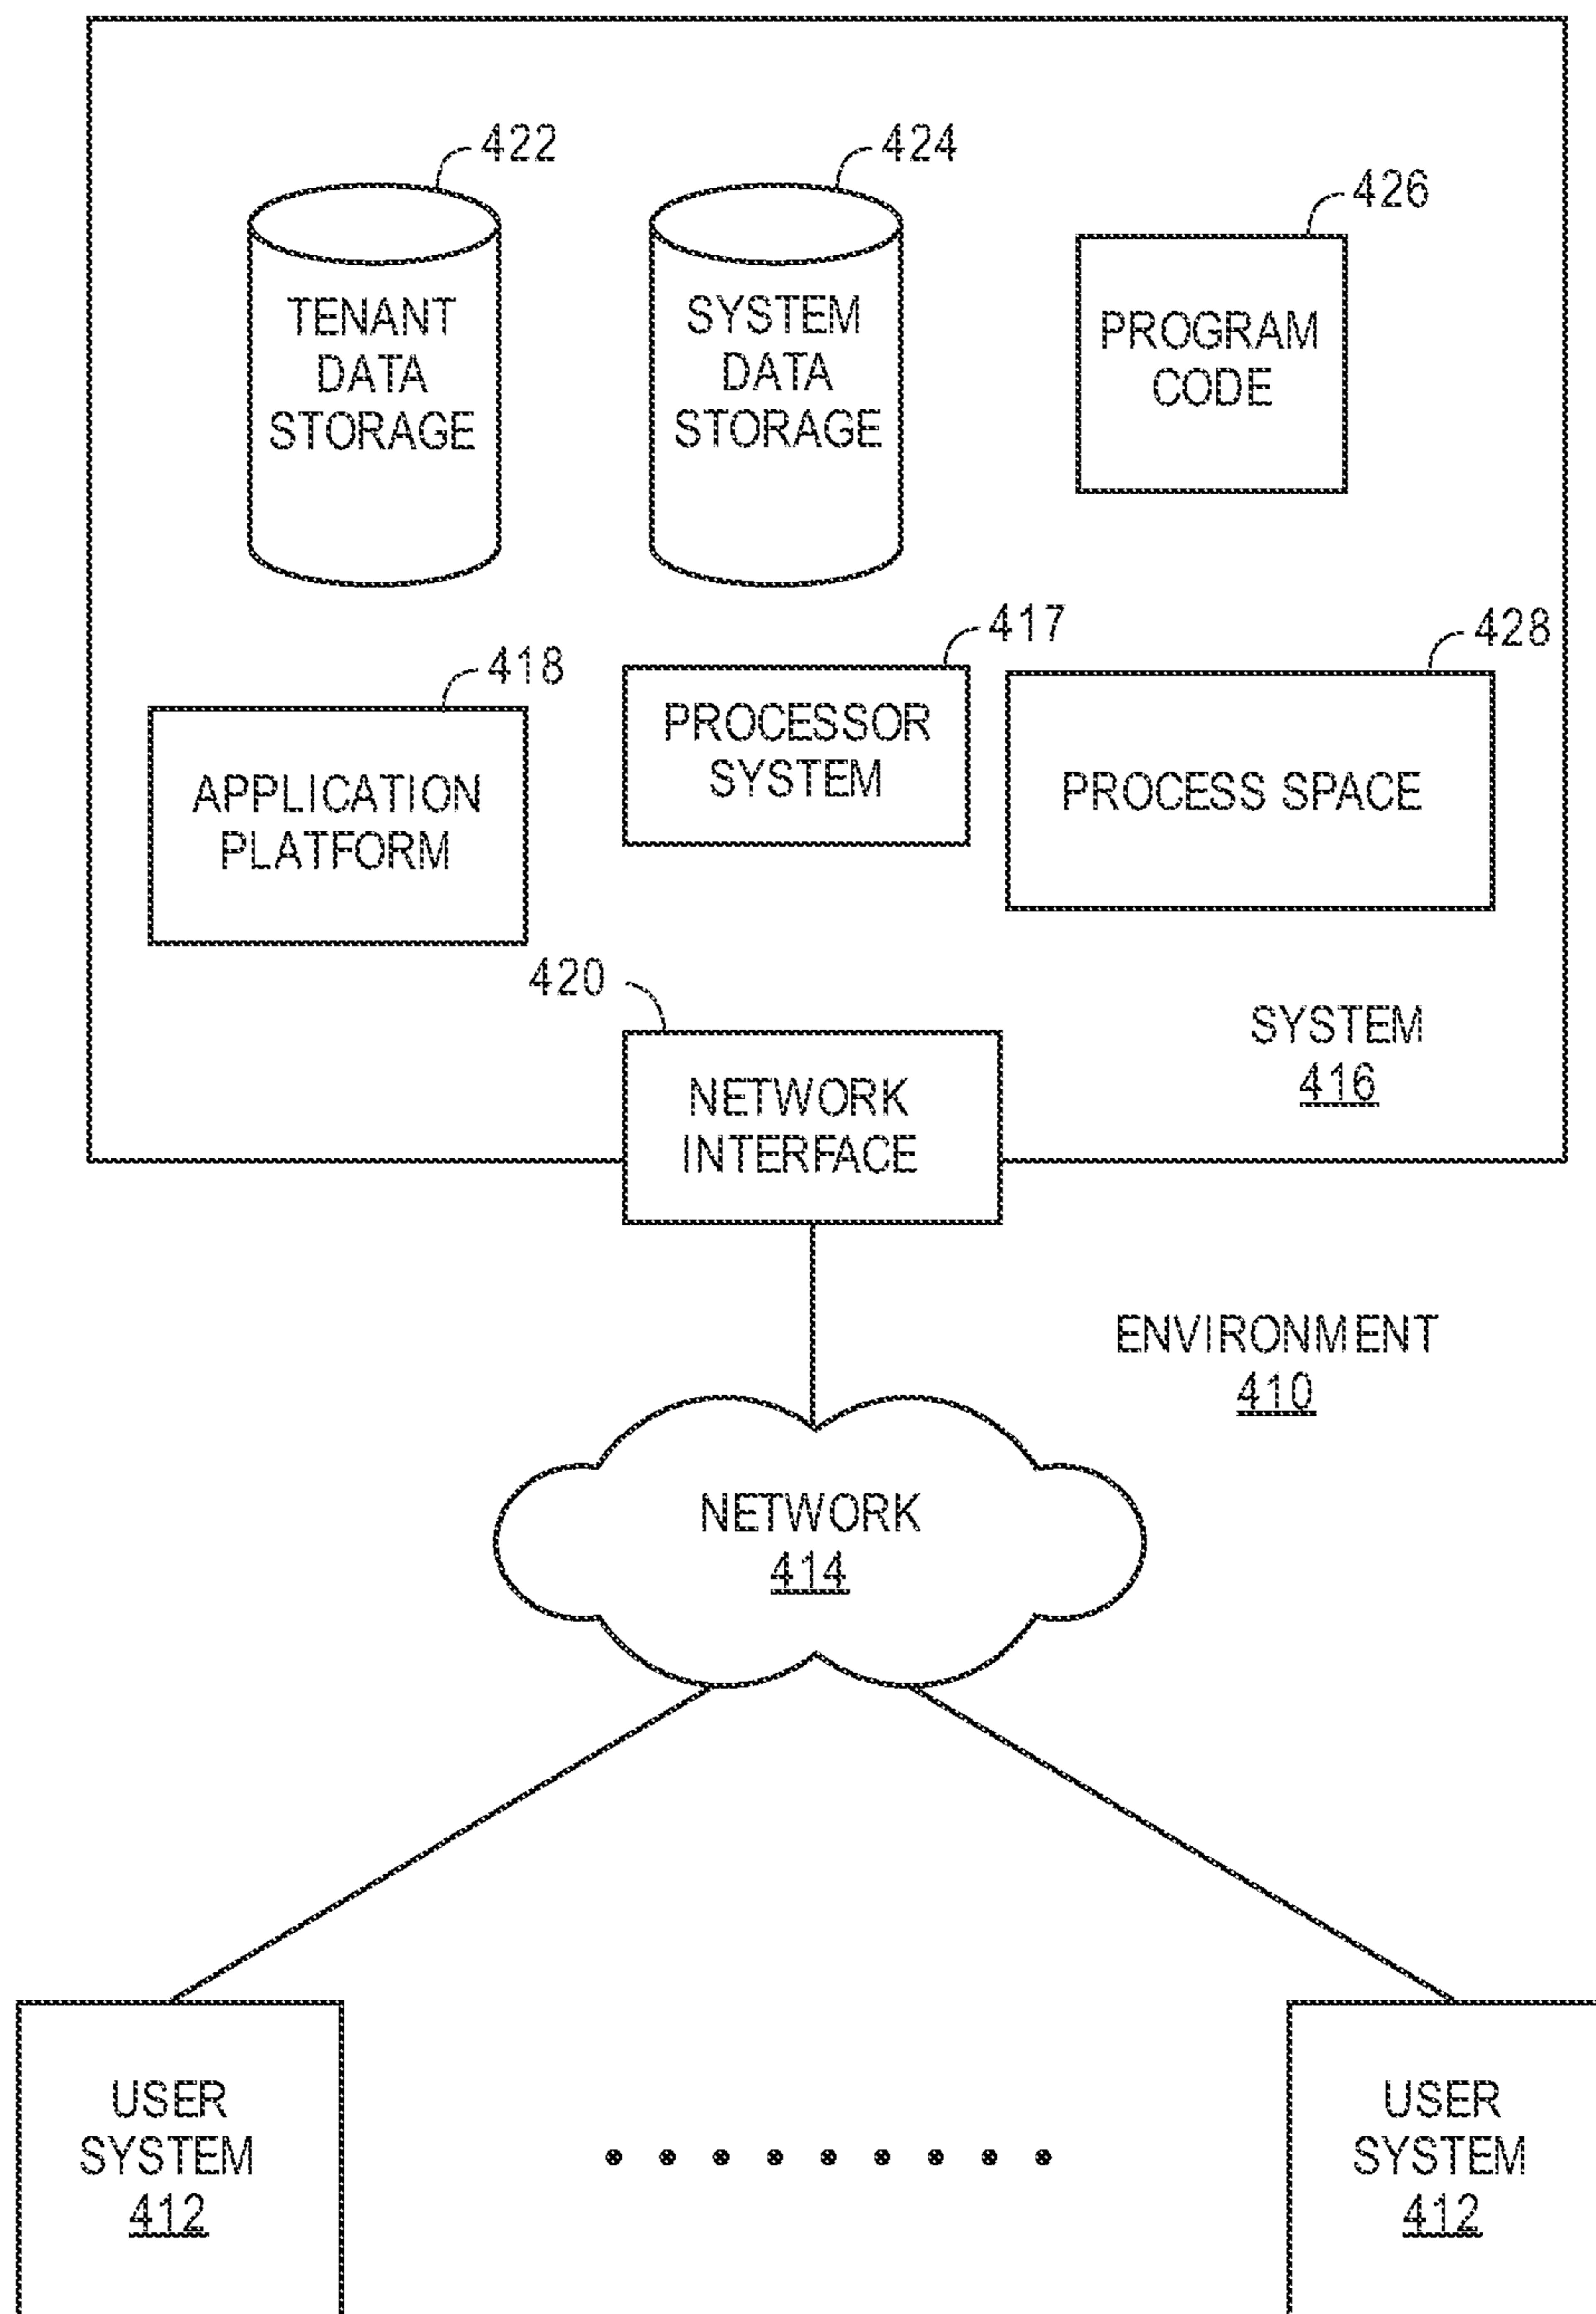 422
424
426
TENANT
DATA
STORAGE
SYSTEM
DATA
STORAGE
PROGRAM
CODE
418
417
428
APPLICATION
PLATFORM
PROCESSOR
SYSTEM
PROCESS SPACE
420
NETWORK
INTERFACE
SYSTEM
416
ENVIRONMENT
410
NETWORK
414
USER
SYSTEM
412
USER
SYSTEM
412